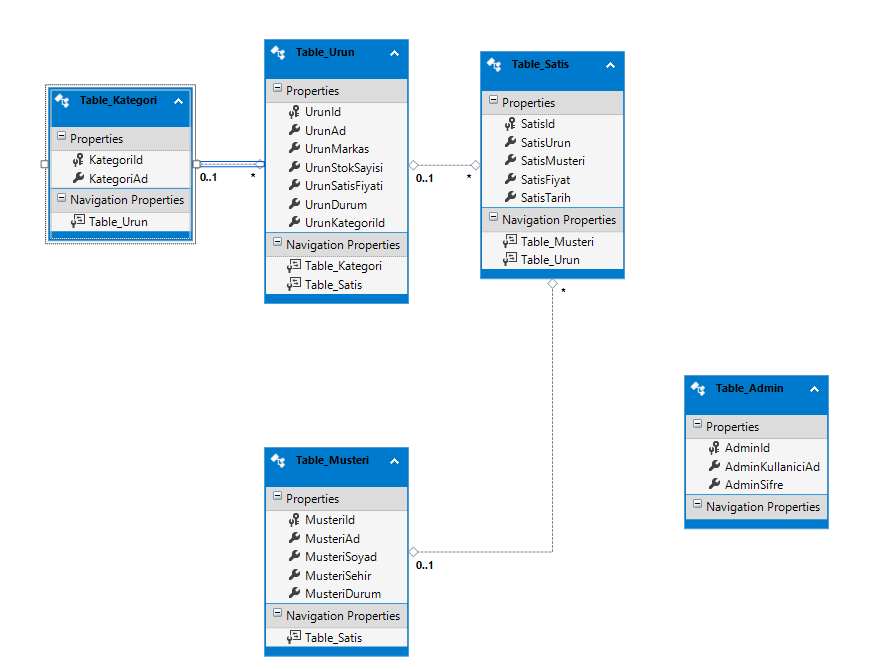 Table_Kategori
Properties
KategoriId
KategoriAd
Navigation Properties
Table_Urun
0..1
*
Table_Urun
Properties
UrunId
UrunAd
UrunMarkas
UrunStokSayisi
UrunSatisFiyati
UrunDurum
UrunKategoriId
Navigation Properties
Table_Kategori
Table_Satis
0..1
*
Table_Satis
Properties
SatisId
SatisUrun
SatisMusteri
SatisFiyat
SatisTarih
Navigation Properties
Table_Musteri
Table_Urun
*
Table_Musteri
Properties
MusteriId
MusteriAd
MusteriSoyad
MusteriSehir
MusteriDurum
Navigation Properties
Table_Satis
0..1
Table_Admin
Properties
AdminId
AdminKullaniciAd
AdminSifre
Navigation Properties